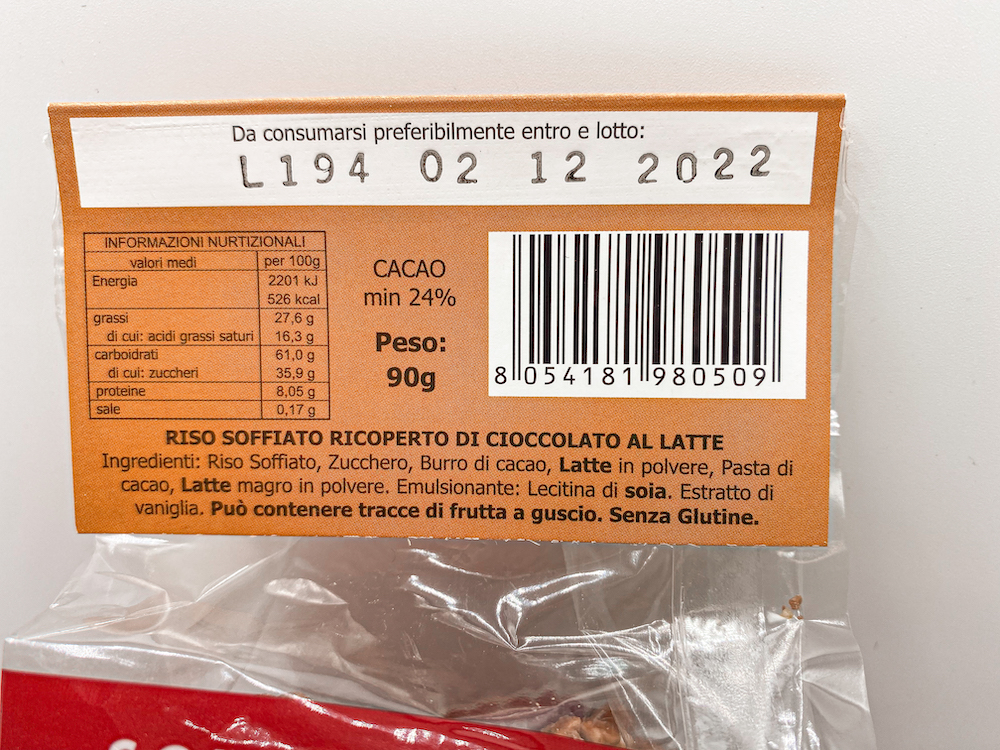 Da consumarsi preferibilmente entro e lotto:
L194 02 12 2022
INFORMAZIONI NURTIZIONALI
valori medi per 100g
Energia 2201 kJ
526 kcal
grassi 27,6 g
di cui: acidi grassi saturi 16,3 g
carboidrati 61,0 g
di cui: zuccheri 35,9 g
proteine 8,05 g
sale 0,17 g
CACAO
min 24%
Peso:
90g
8 054181 980509
RISO SOFFIATO RICOPERTO DI CIOCCOLATO AL LATTE
Ingredienti: Riso Soffiato, Zucchero, Burro di cacao, Latte in polvere, Pasta di
cacao, Latte magro in polvere. Emulsionante: Lecitina di soia. Estratto di
vaniglia. Può contenere tracce di frutta a guscio. Senza Glutine.